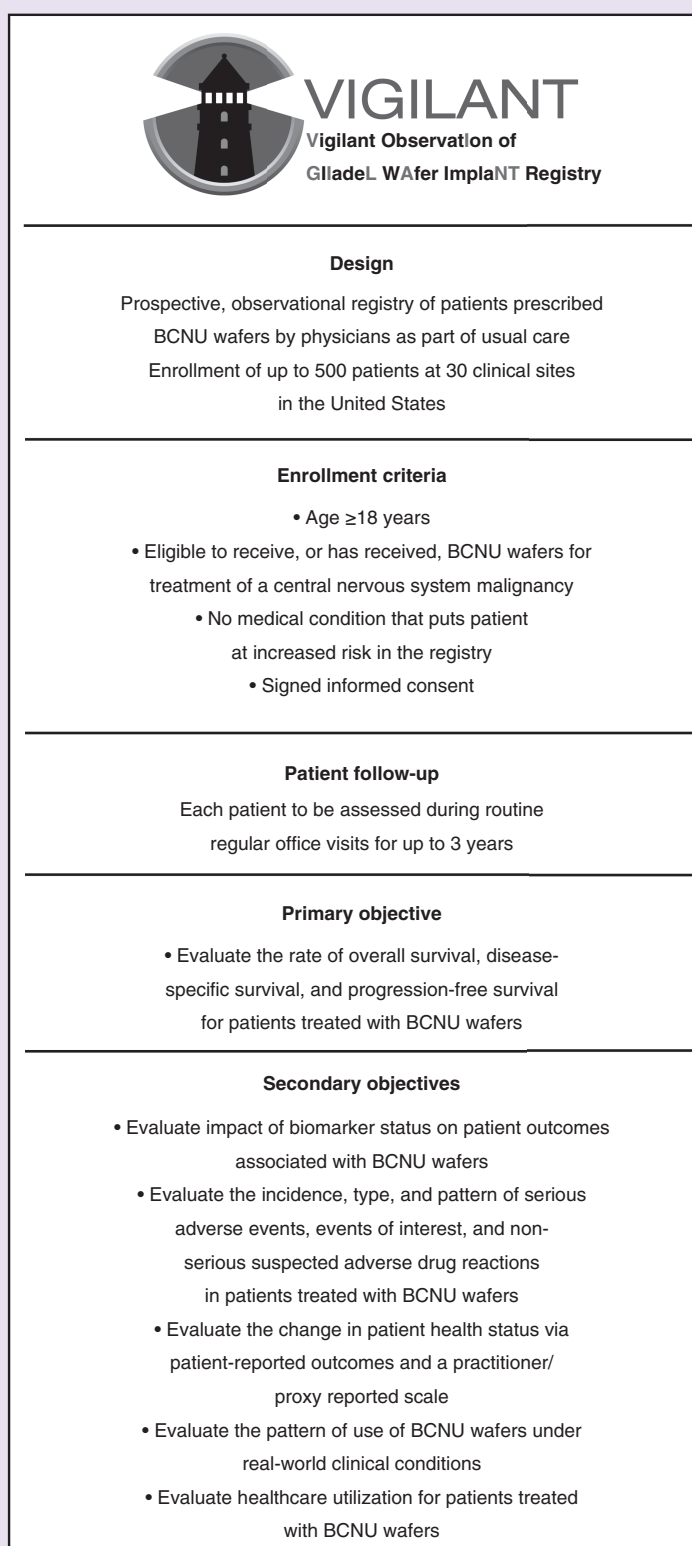 VIGILANT
Vigilant ObservatIon of
GlIadeL WAfer ImplaNT Registry
Design
Prospective, observational registry of patients prescribed
BCNU wafers by physicians as part of usual care
Enrollment of up to 500 patients at 30 clinical sites
in the United States
Enrollment criteria
• Age ≥18 years
• Eligible to receive, or has received, BCNU wafers for
treatment of a central nervous system malignancy
• No medical condition that puts patient
at increased risk in the registry
• Signed informed consent
Patient follow-up
Each patient to be assessed during routine
regular office visits for up to 3 years
Primary objective
• Evaluate the rate of overall survival, disease-
specific survival, and progression-free survival
for patients treated with BCNU wafers
Secondary objectives
• Evaluate impact of biomarker status on patient outcomes
associated with BCNU wafers
• Evaluate the incidence, type, and pattern of serious
adverse events, events of interest, and non-
serious suspected adverse drug reactions
in patients treated with BCNU wafers
• Evaluate the change in patient health status via
patient-reported outcomes and a practitioner/
proxy reported scale
• Evaluate the pattern of use of BCNU wafers under
real-world clinical conditions
• Evaluate healthcare utilization for patients treated
with BCNU wafers